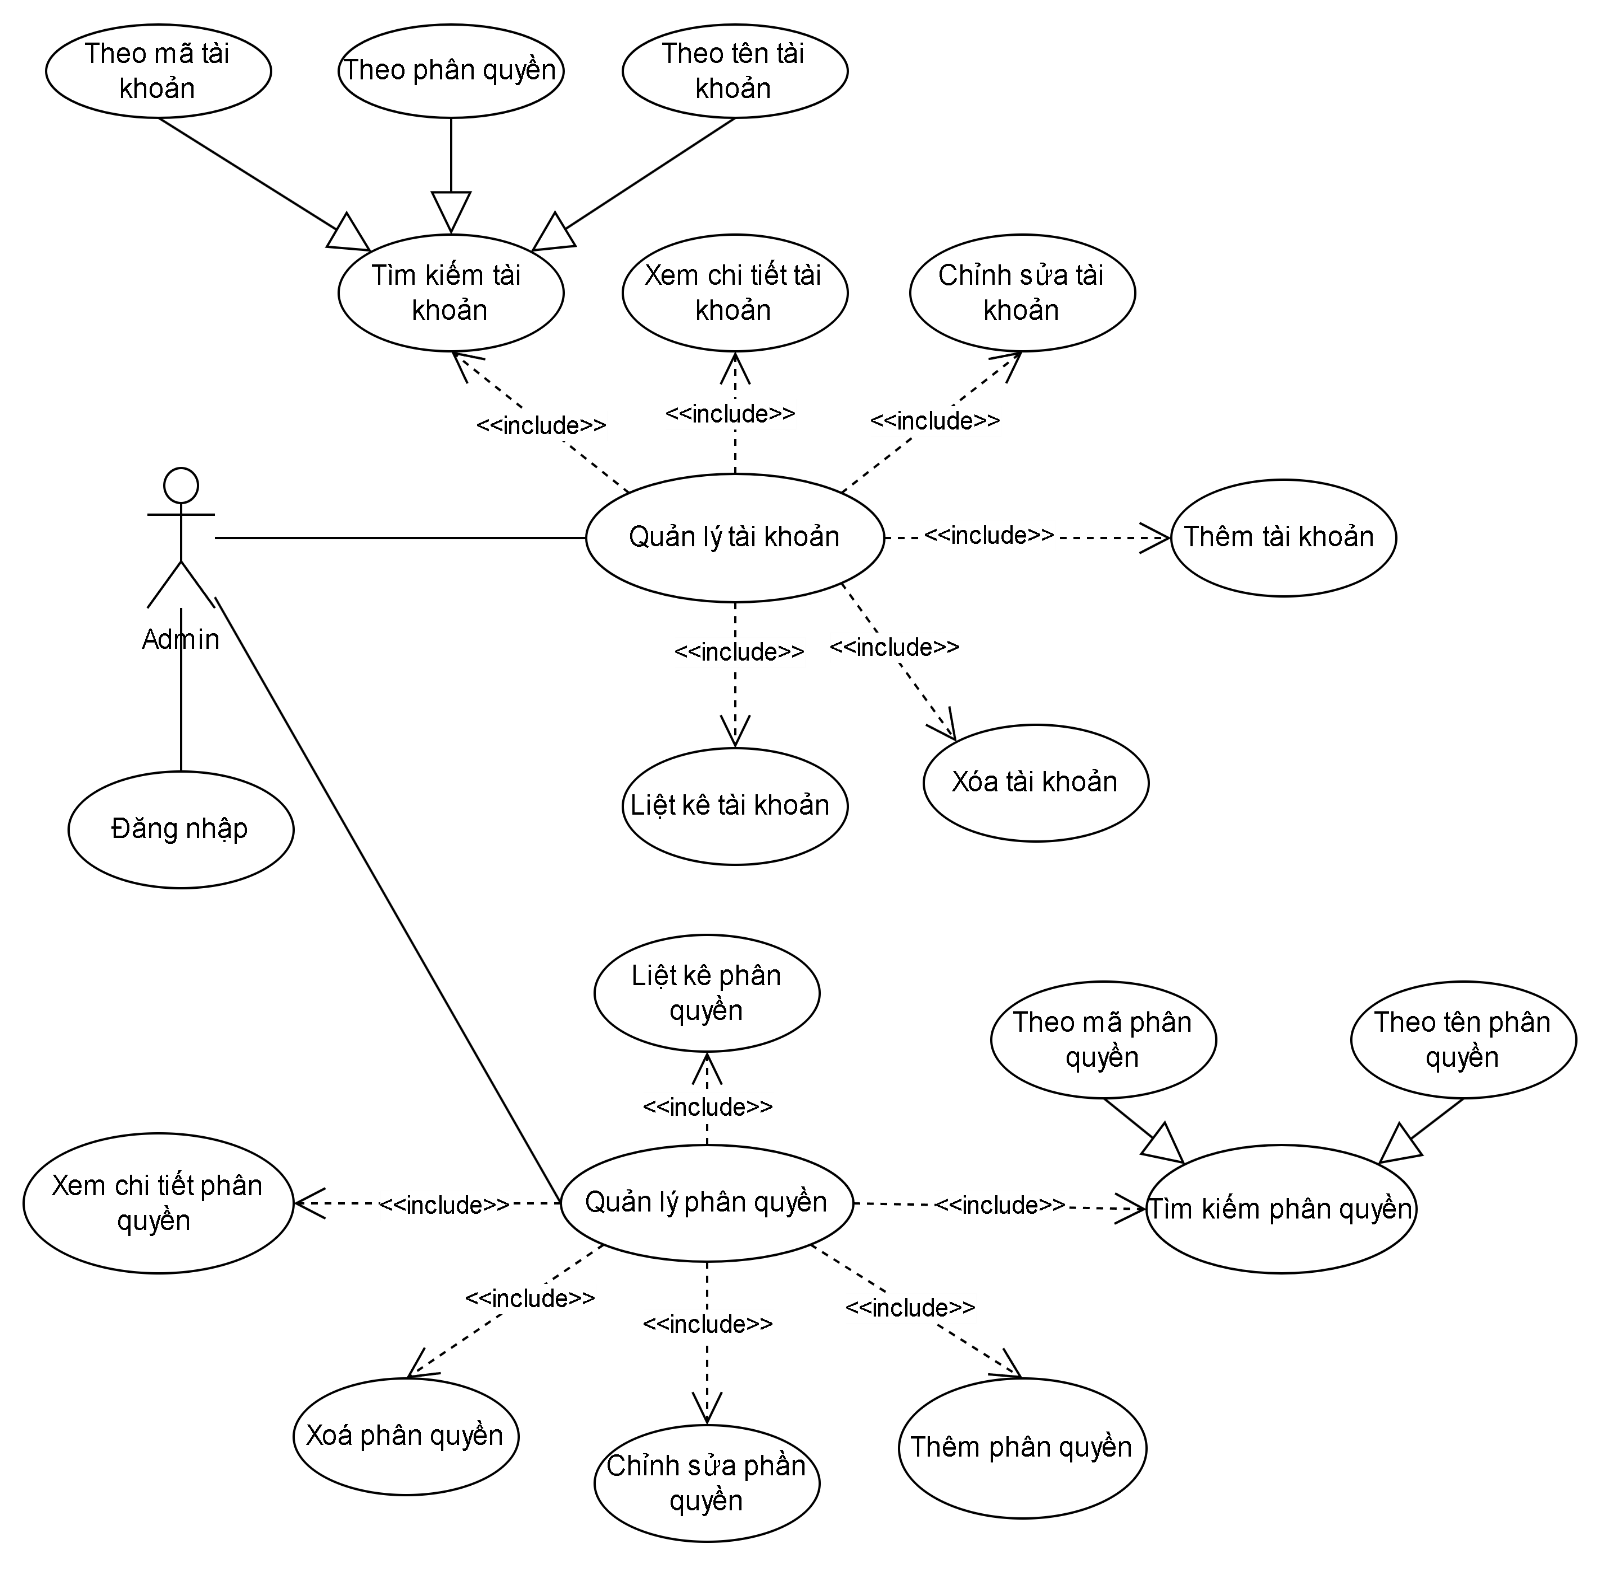 Theo mã tài
khoản
Theo phân quyền
Theo tên tài
khoản
Tìm kiếm tài
khoản
Xem chi tiết tài
khoản
Chỉnh sửa tài
khoản
<<include>>
<<include>>
<<include>>
Quản lý tài khoản
<<include>>
Thêm tài khoản
Admin
<<include>>
<<include>>
Liệt kê tài khoản
Xóa tài khoản
Đăng nhập
Liệt kê phân
quyền
Theo mã phân
quyền
Theo tên phân
quyền
<<include>>
Xem chi tiết phân
quyền
<<include>>
Quản lý phân quyền
<<include>>
Tìm kiếm phân quyền
<<include>>
<<include>>
<<include>>
Xoá phân quyền
Chỉnh sửa phần
quyền
Thêm phân quyền